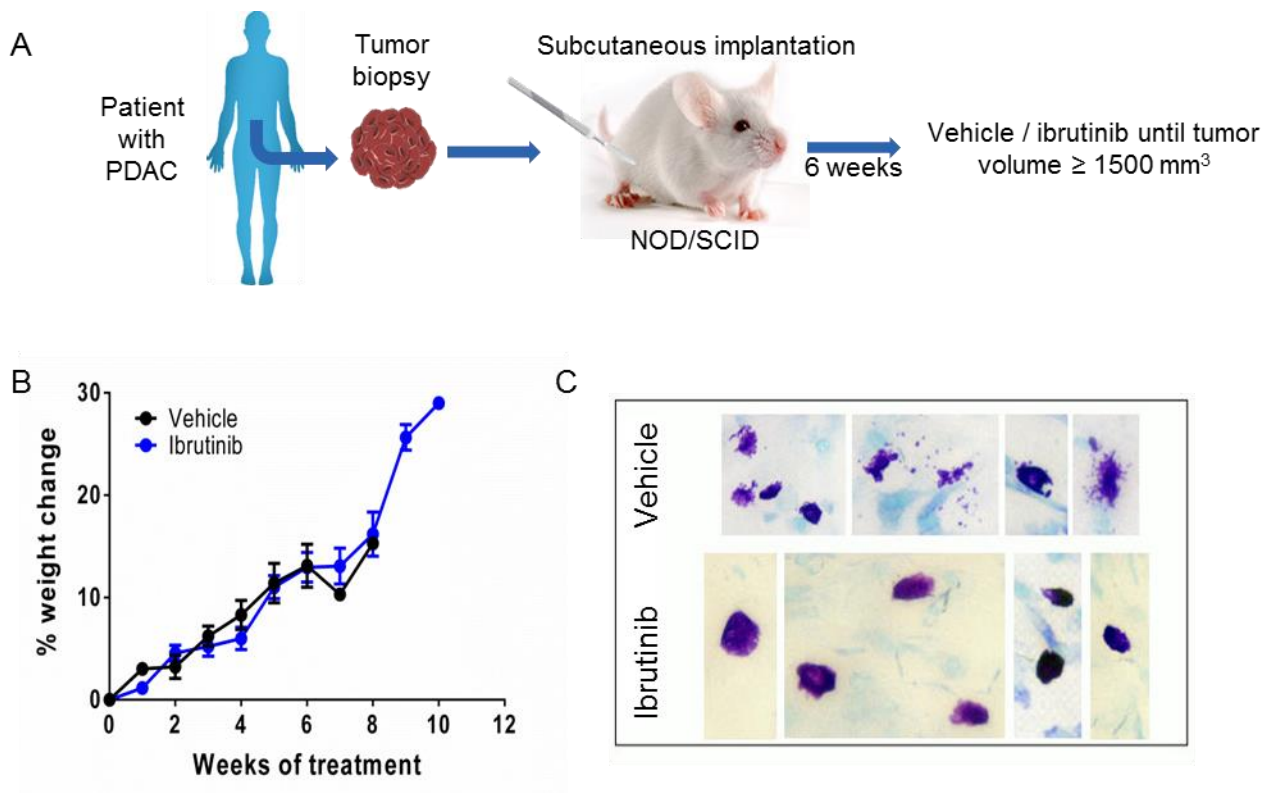 A
Patient
with
PDAC
Tumor
biopsy
Subcutaneous implantation
NOD/SCID
6 weeks
Vehicle / ibrutinib until tumor
volume ≥ 1500 mm³
B
% weight change
30
20
10
0
Vehicle
Ibrutinib
0 2 4 6 8 10 12
Weeks of treatment
C
Vehicle
Ibrutinib